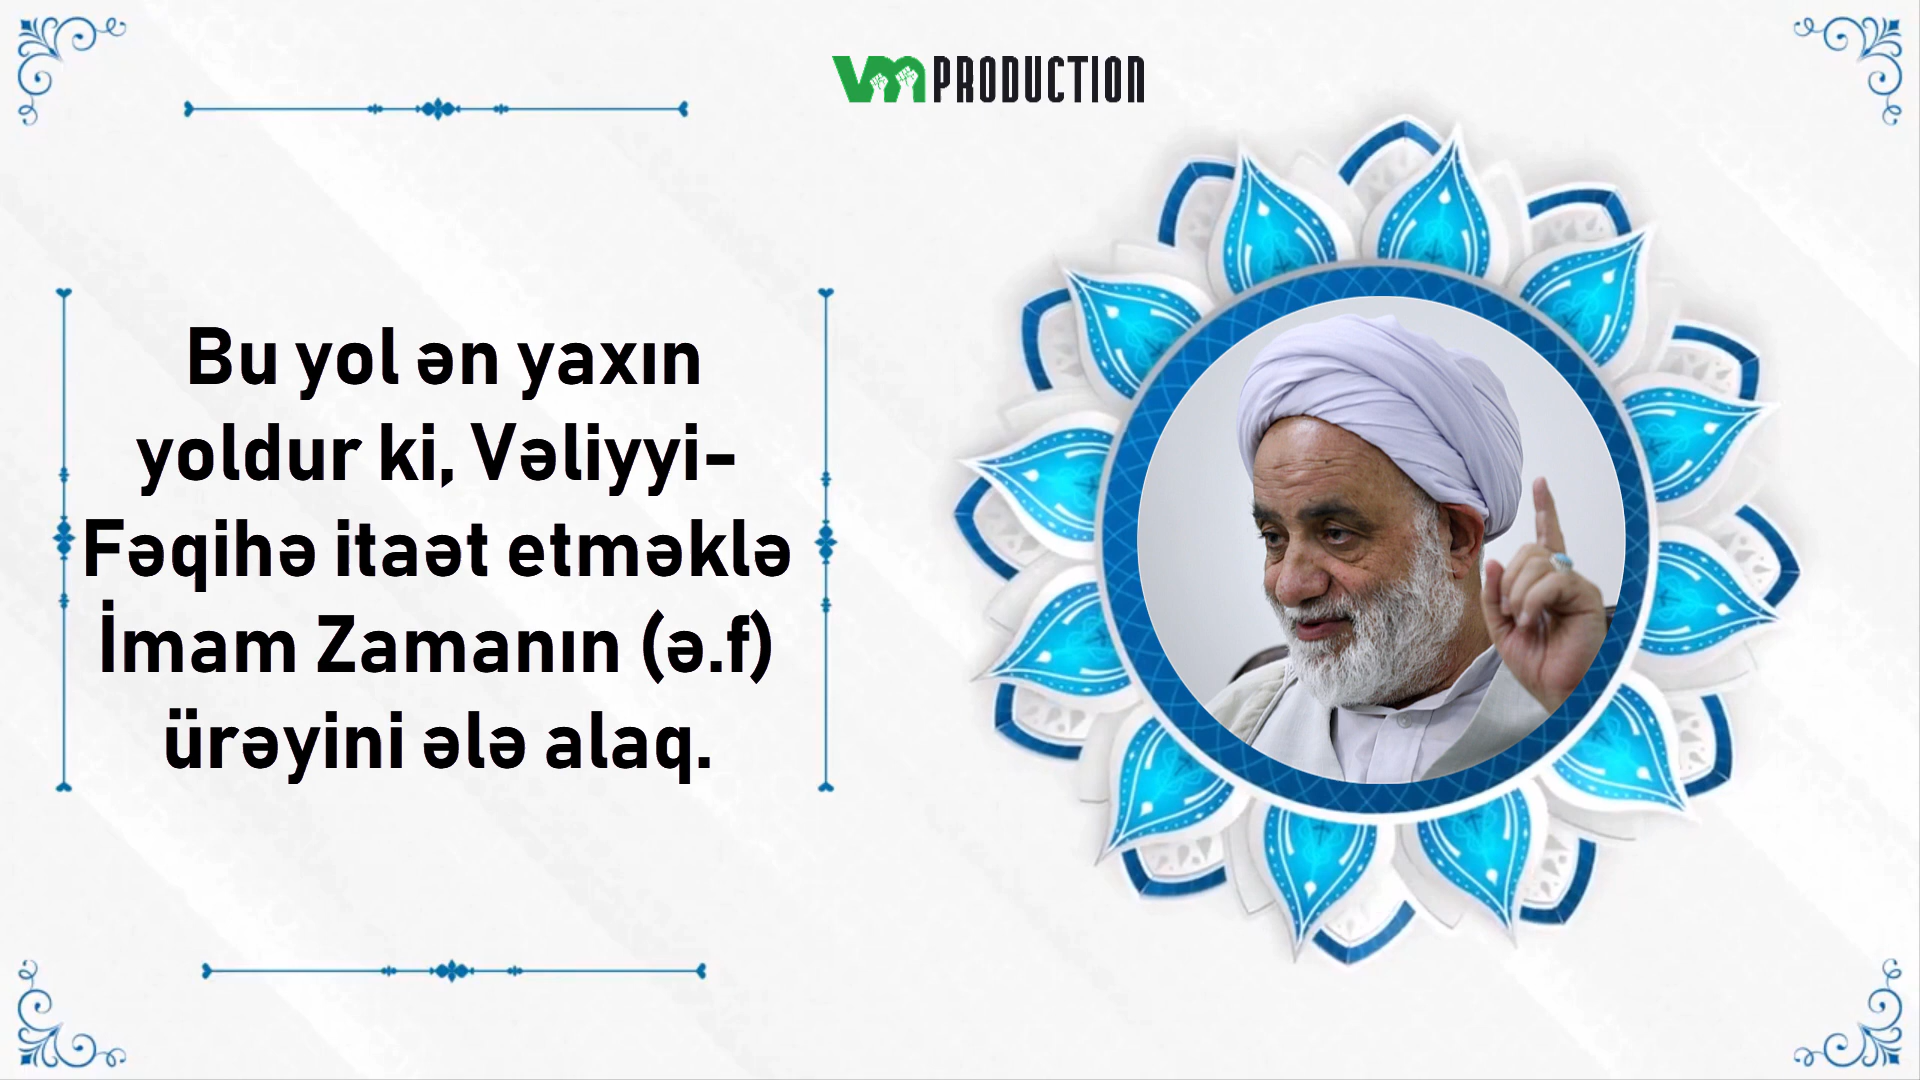 VM PRODUCTION
Bu yol ən yaxın
yoldur ki, Vəliyyi-
Fəqihə itaət etməklə
İmam Zamanın (ə.f)
ürəyini ələ alaq.